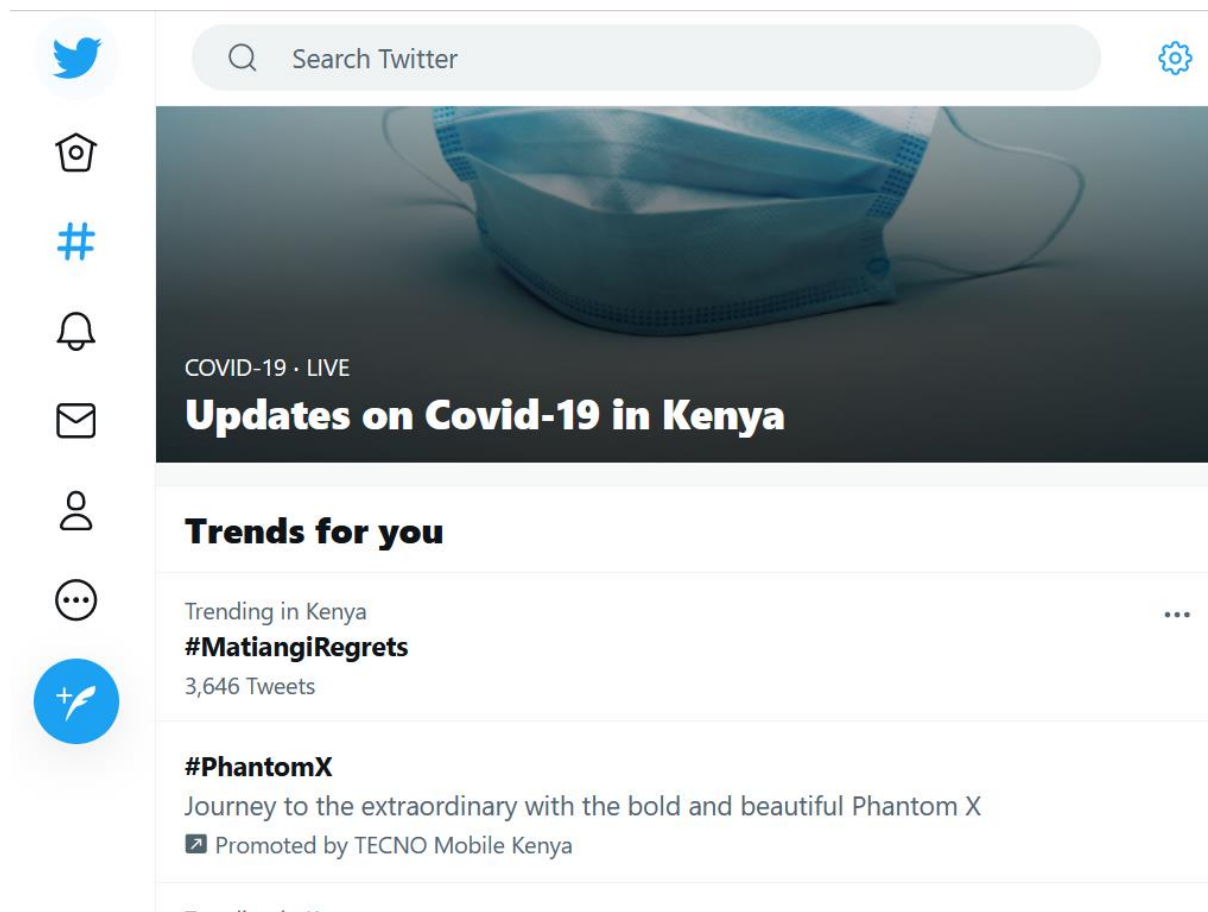 Search Twitter
COVID-19 · LIVE
Updates on Covid-19 in Kenya
Trends for you
Trending in Kenya
#MatiangiRegrets
3,646 Tweets
#PhantomX
Journey to the extraordinary with the bold and beautiful Phantom X
Promoted by TECNO Mobile Kenya